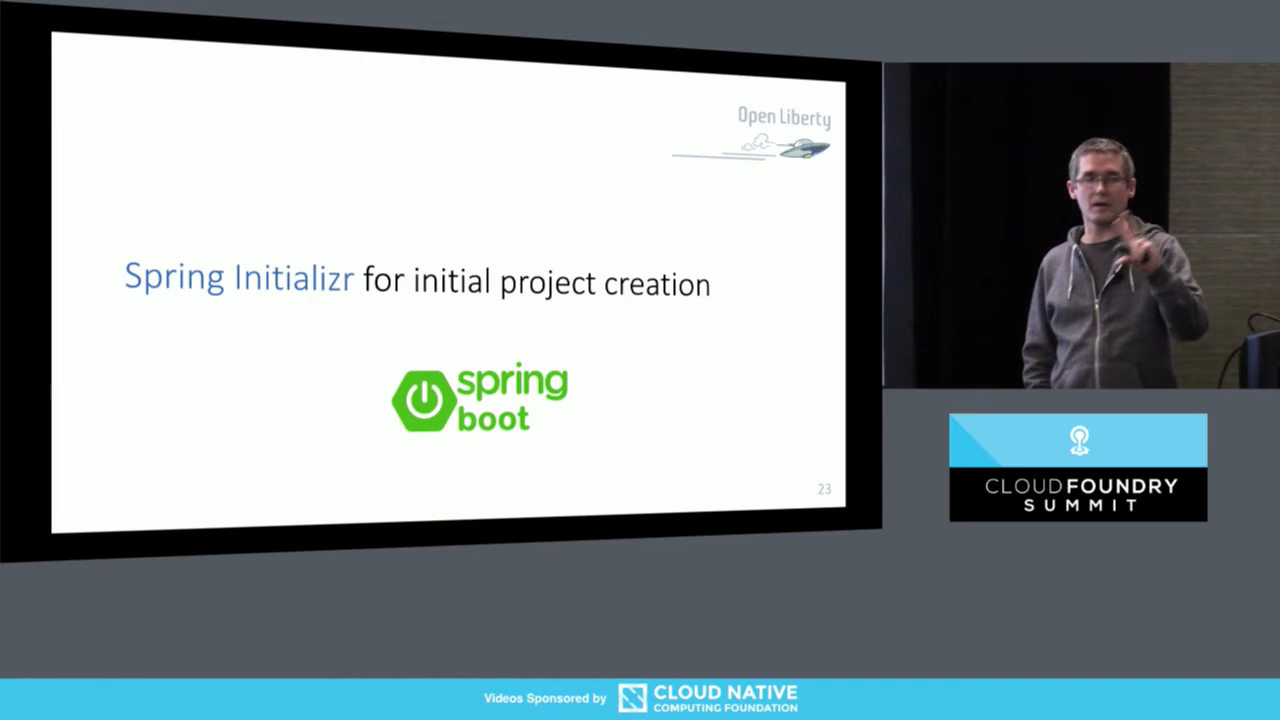 Open Liberty
Spring Initializr for initial project creation
spring
boot
23
CLOUD FOUNDRY
SUMMIT
Videos Sponsored by
CLOUD NATIVE
COMPUTING FOUNDATION